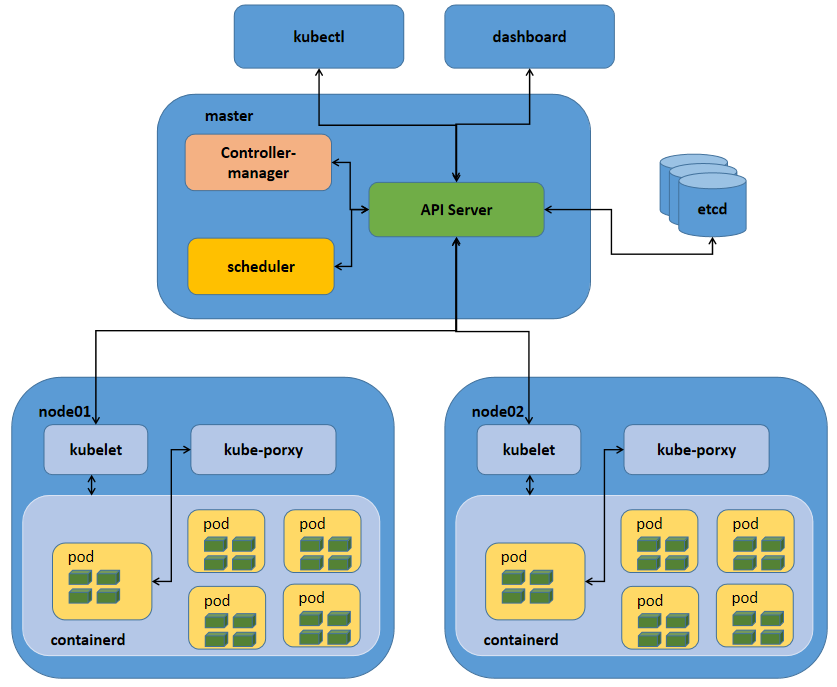 kubectl
dashboard
master
Controller-
manager
API Server
scheduler
etcd
node01
kubelet
kube-porxy
pod
pod
pod
pod
pod
containerd
node02
kubelet
kube-porxy
pod
pod
pod
pod
pod
containerd